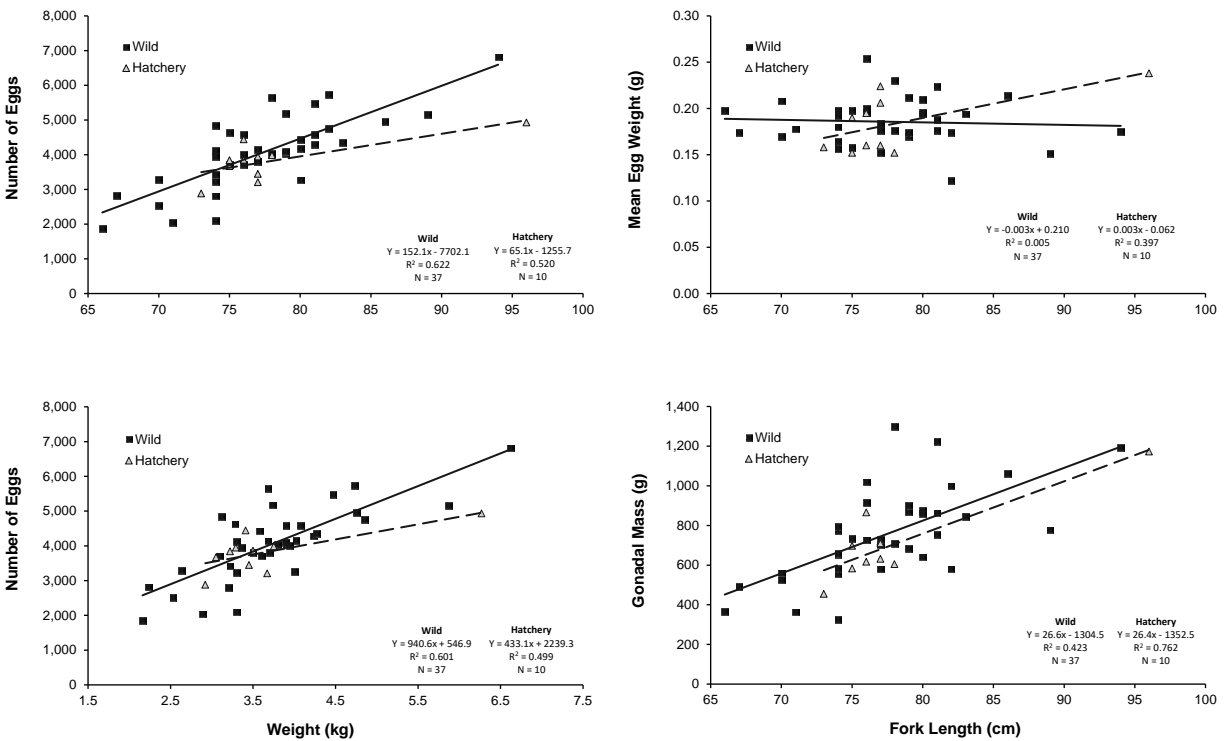 8,000
7,000
6,000
5,000
4,000
3,000
2,000
1,000
0
Number of Eggs
Wild
Hatchery
Wild Hatchery
Y = 152.1x - 7702.1 Y = 65.1x - 1255.7
R² = 0.622 R² = 0.520
N = 37 N = 10
65 70 75 80 85 90 95 100
0.30
0.25
0.20
0.15
0.10
0.05
0.00
Mean Egg Weight (g)
Wild
Hatchery
Wild Hatchery
Y = -0.003x + 0.210 Y = 0.003x - 0.062
R² = 0.005 R² = 0.397
N = 37 N = 10
65 70 75 80 85 90 95 100
8,000
7,000
6,000
5,000
4,000
3,000
2,000
1,000
0
Number of Eggs
Wild
Hatchery
Wild Hatchery
Y = 940.6x + 546.9 Y = 433.1x + 2239.3
R² = 0.601 R² = 0.499
N = 37 N = 10
1.5 2.5 3.5 4.5 5.5 6.5 7.5
Weight (kg)
1,400
1,200
1,000
800
600
400
200
0
Gonadal Mass (g)
Wild
Hatchery
Wild Hatchery
Y = 26.6x - 1304.5 Y = 26.4x - 1352.5
R² = 0.423 R² = 0.762
N = 37 N = 10
65 70 75 80 85 90 95 100
Fork Length (cm)